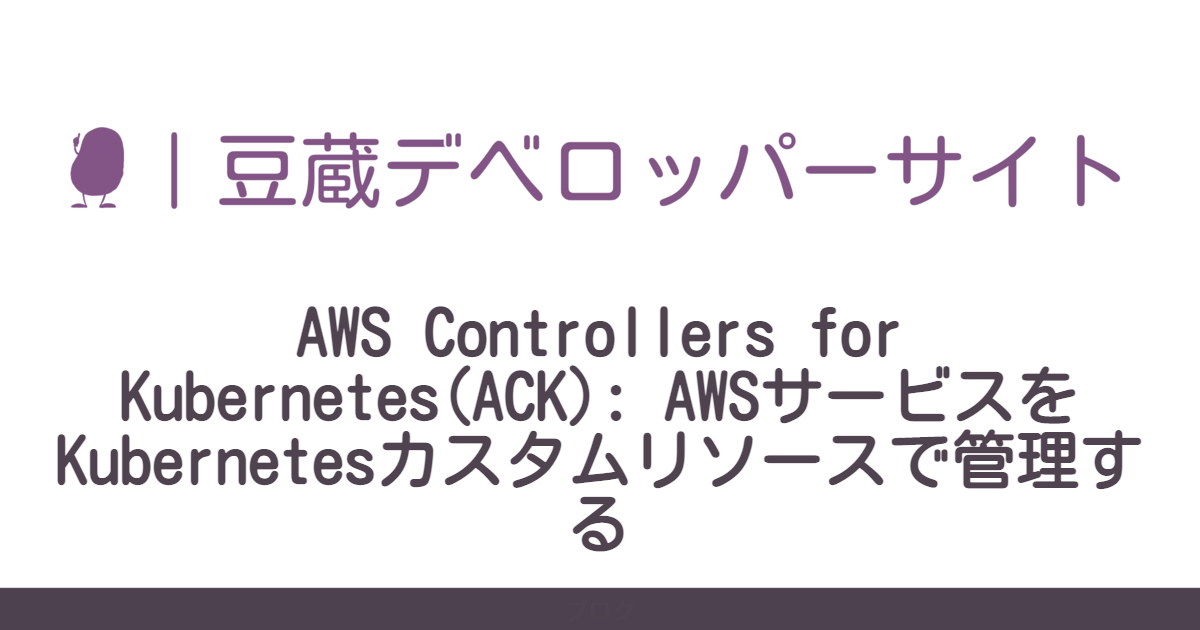 | 豆蔵デベロッパーサイト
AWS Controllers for
Kubernetes(ACK): AWSサービスを
Kubernetesカスタムリソースで管理す
る